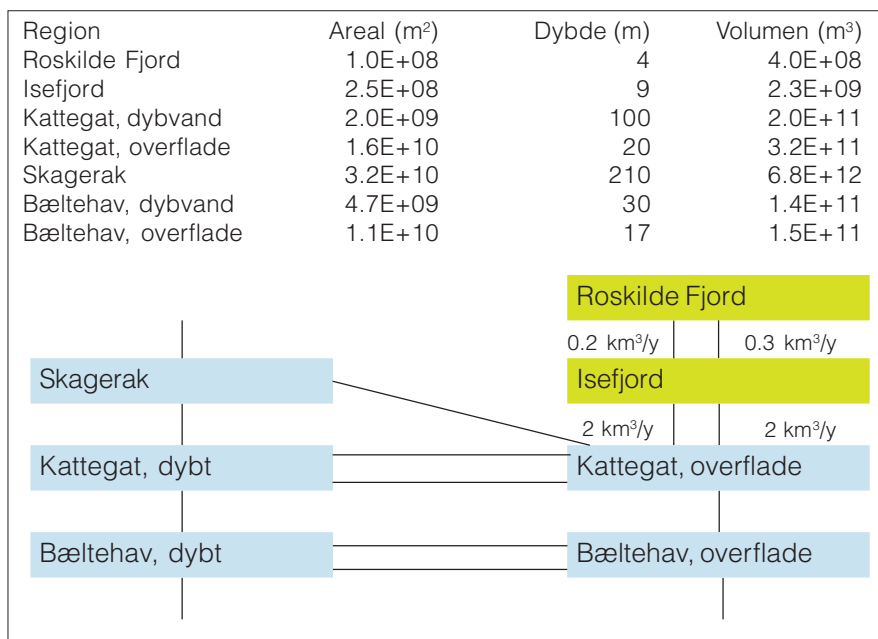 Region Areal (m²) Dybde (m) Volumen (m³)
Roskilde Fjord 1.0E+08 4 4.0E+08
Isefjord 2.5E+08 9 2.3E+09
Kattegat, dybvand 2.0E+09 100 2.0E+11
Kattegat, overflade 1.6E+10 20 3.2E+11
Skagerak 3.2E+10 210 6.8E+12
Bæltehav, dybvand 4.7E+09 30 1.4E+11
Bæltehav, overflade 1.1E+10 17 1.5E+11
Roskilde Fjord
0.2 km³/y 0.3 km³/y
Skagerak Isefjord
2 km³/y 2 km³/y
Kattegat, dybt Kattegat, overflade
Bæltehav, dybt Bæltehav, overflade